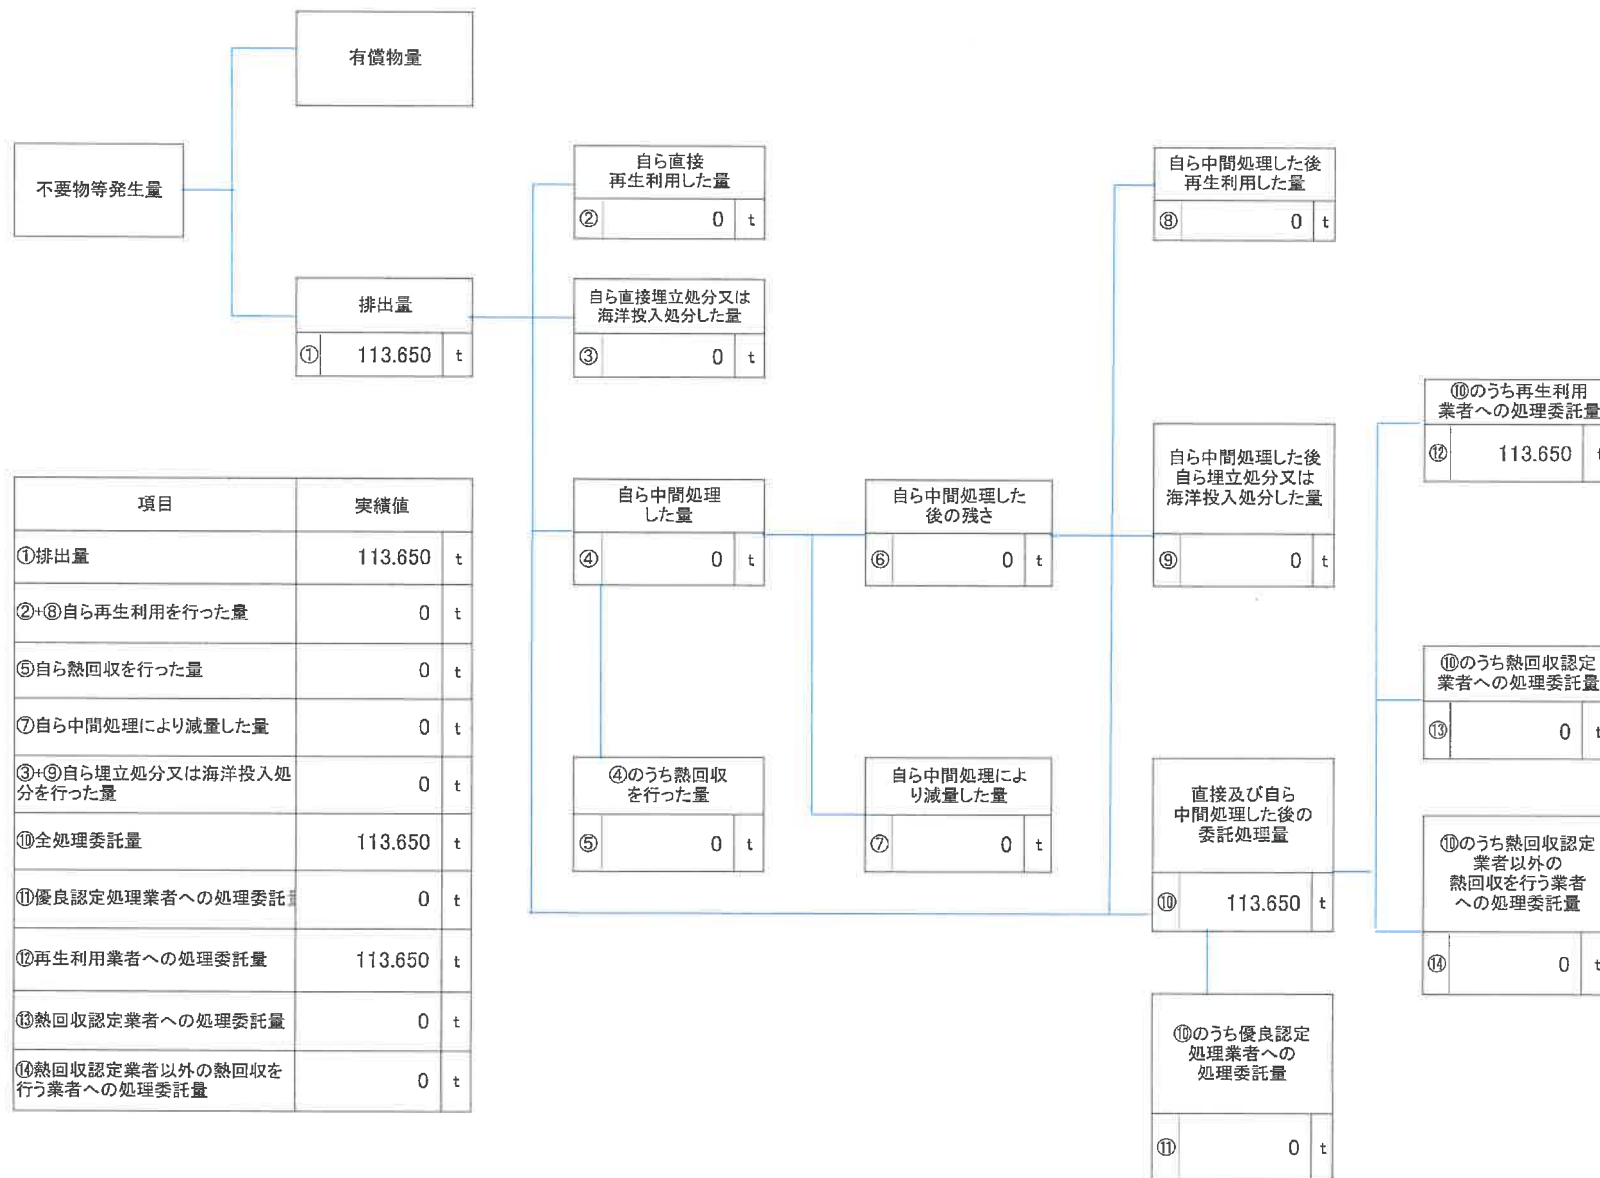 有償物量
不要物等発生量
排出量
① 113.650 t
自ら直接
再生利用した量
② 0 t
自ら直接埋立処分又は
海洋投入処分した量
③ 0 t
自ら中間処理
した量
④ 0 t
④のうち熱回収
を行った量
⑤ 0 t
自ら中間処理した
後の残さ
⑥ 0 t
自ら中間処理によ
り減量した量
⑦ 0 t
自ら中間処理した後
再生利用した量
⑧ 0 t
自ら中間処理した後
自ら埋立処分又は
海洋投入処分した量
⑨ 0 t
直接及び自ら
中間処理した後の
委託処理量
⑩ 113.650 t
⑩のうち優良認定
処理業者への
処理委託量
⑪ 0 t
⑩のうち再生利用
業者への処理委託量
⑫ 113.650 t
⑩のうち熱回収認定
業者への処理委託量
⑬ 0 t
⑩のうち熱回収認定
業者以外の
熱回収を行う業者
への処理委託量
⑭ 0 t
項目 実績値
①排出量 113.650 t
②+⑧自ら再生利用を行った量 0 t
⑤自ら熱回収を行った量 0 t
⑦自ら中間処理により減量した量 0 t
③+⑨自ら埋立処分又は海洋投入処
分を行った量 0 t
⑩全処理委託量 113.650 t
⑪優良認定処理業者への処理委託 0 t
⑫再生利用業者への処理委託量 113.650 t
⑬熱回収認定業者への処理委託量 0 t
⑭熱回収認定業者以外の熱回収を
行う業者への処理委託量 0 t